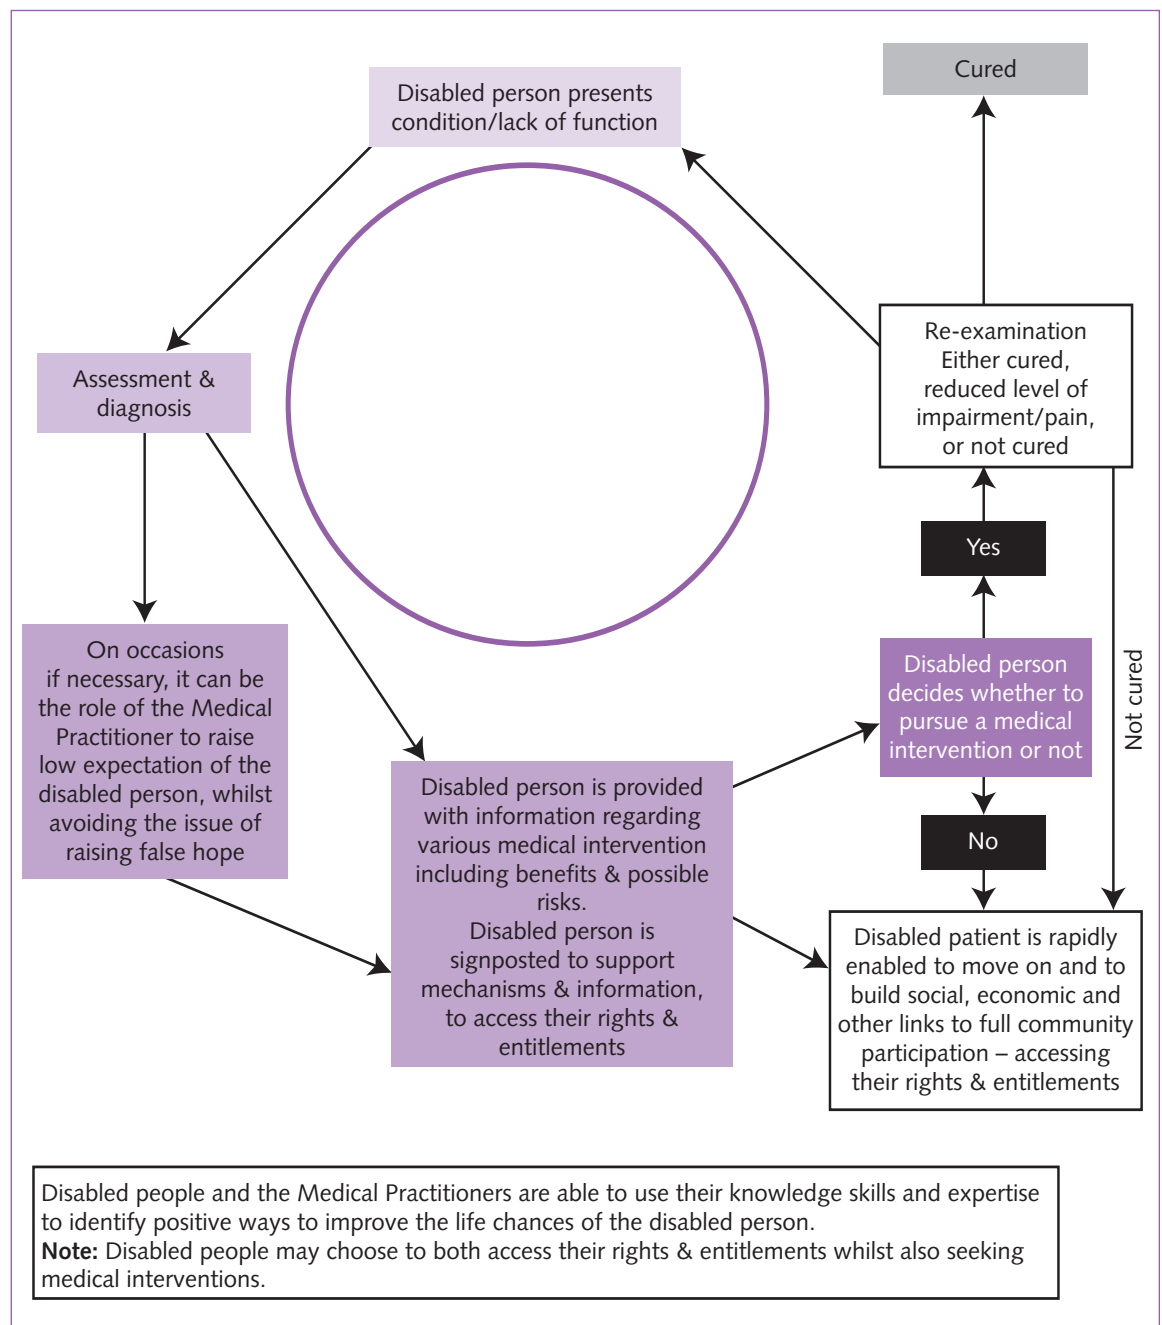 Cured
Disabled person presents
condition/lack of function
Re-examination
Either cured,
reduced level of
impairment/pain,
or not cured
Assessment &
diagnosis
Yes
On occasions
if necessary, it can be
the role of the Medical
Practitioner to raise
low expectation of the
disabled person, whilst
avoiding the issue of
raising false hope
Disabled person
decides whether to
pursue a medical
intervention or not
Not cured
Disabled person is provided
with information regarding
various medical intervention
including benefits & possible
risks.
Disabled person is
signposted to support
mechanisms & information,
to access their rights &
entitlements
No
Disabled patient is rapidly
enabled to move on and to
build social, economic and
other links to full community
participation – accessing
their rights & entitlements
Disabled people and the Medical Practitioners are able to use their knowledge skills and expertise
to identify positive ways to improve the life chances of the disabled person.
Note: Disabled people may choose to both access their rights & entitlements whilst also seeking
medical interventions.